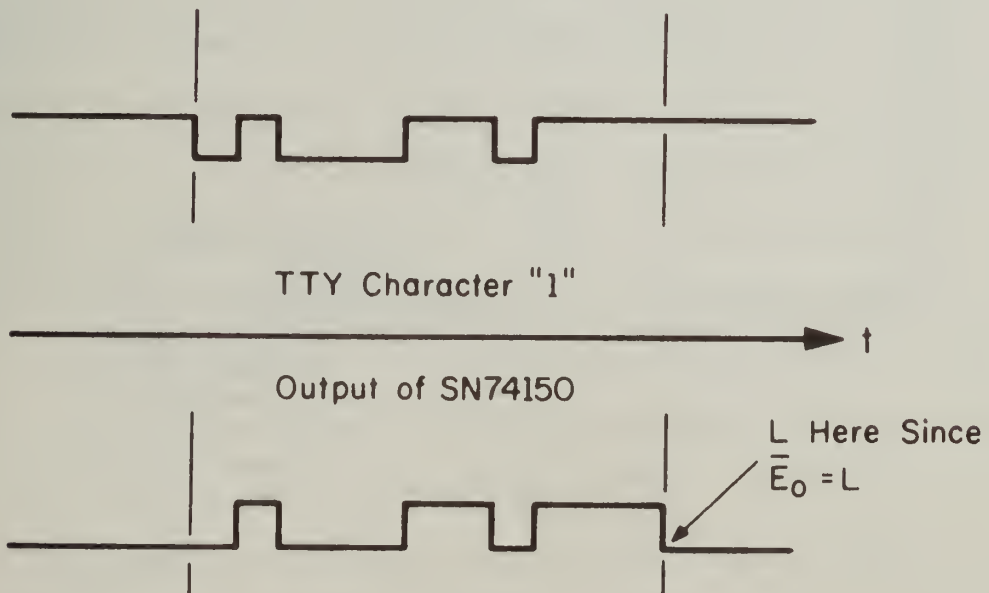 TTY Character "1"
t
Output of SN74150
L Here Since
E̅₀ = L